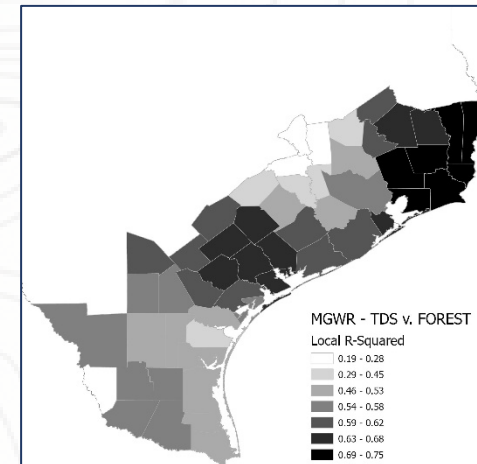 MGWR - TDS v. FOREST
Local R-Squared
0.19 - 0.28
0.29 - 0.45
0.46 - 0.53
0.54 - 0.58
0.59 - 0.62
0.63 - 0.68
0.69 - 0.75